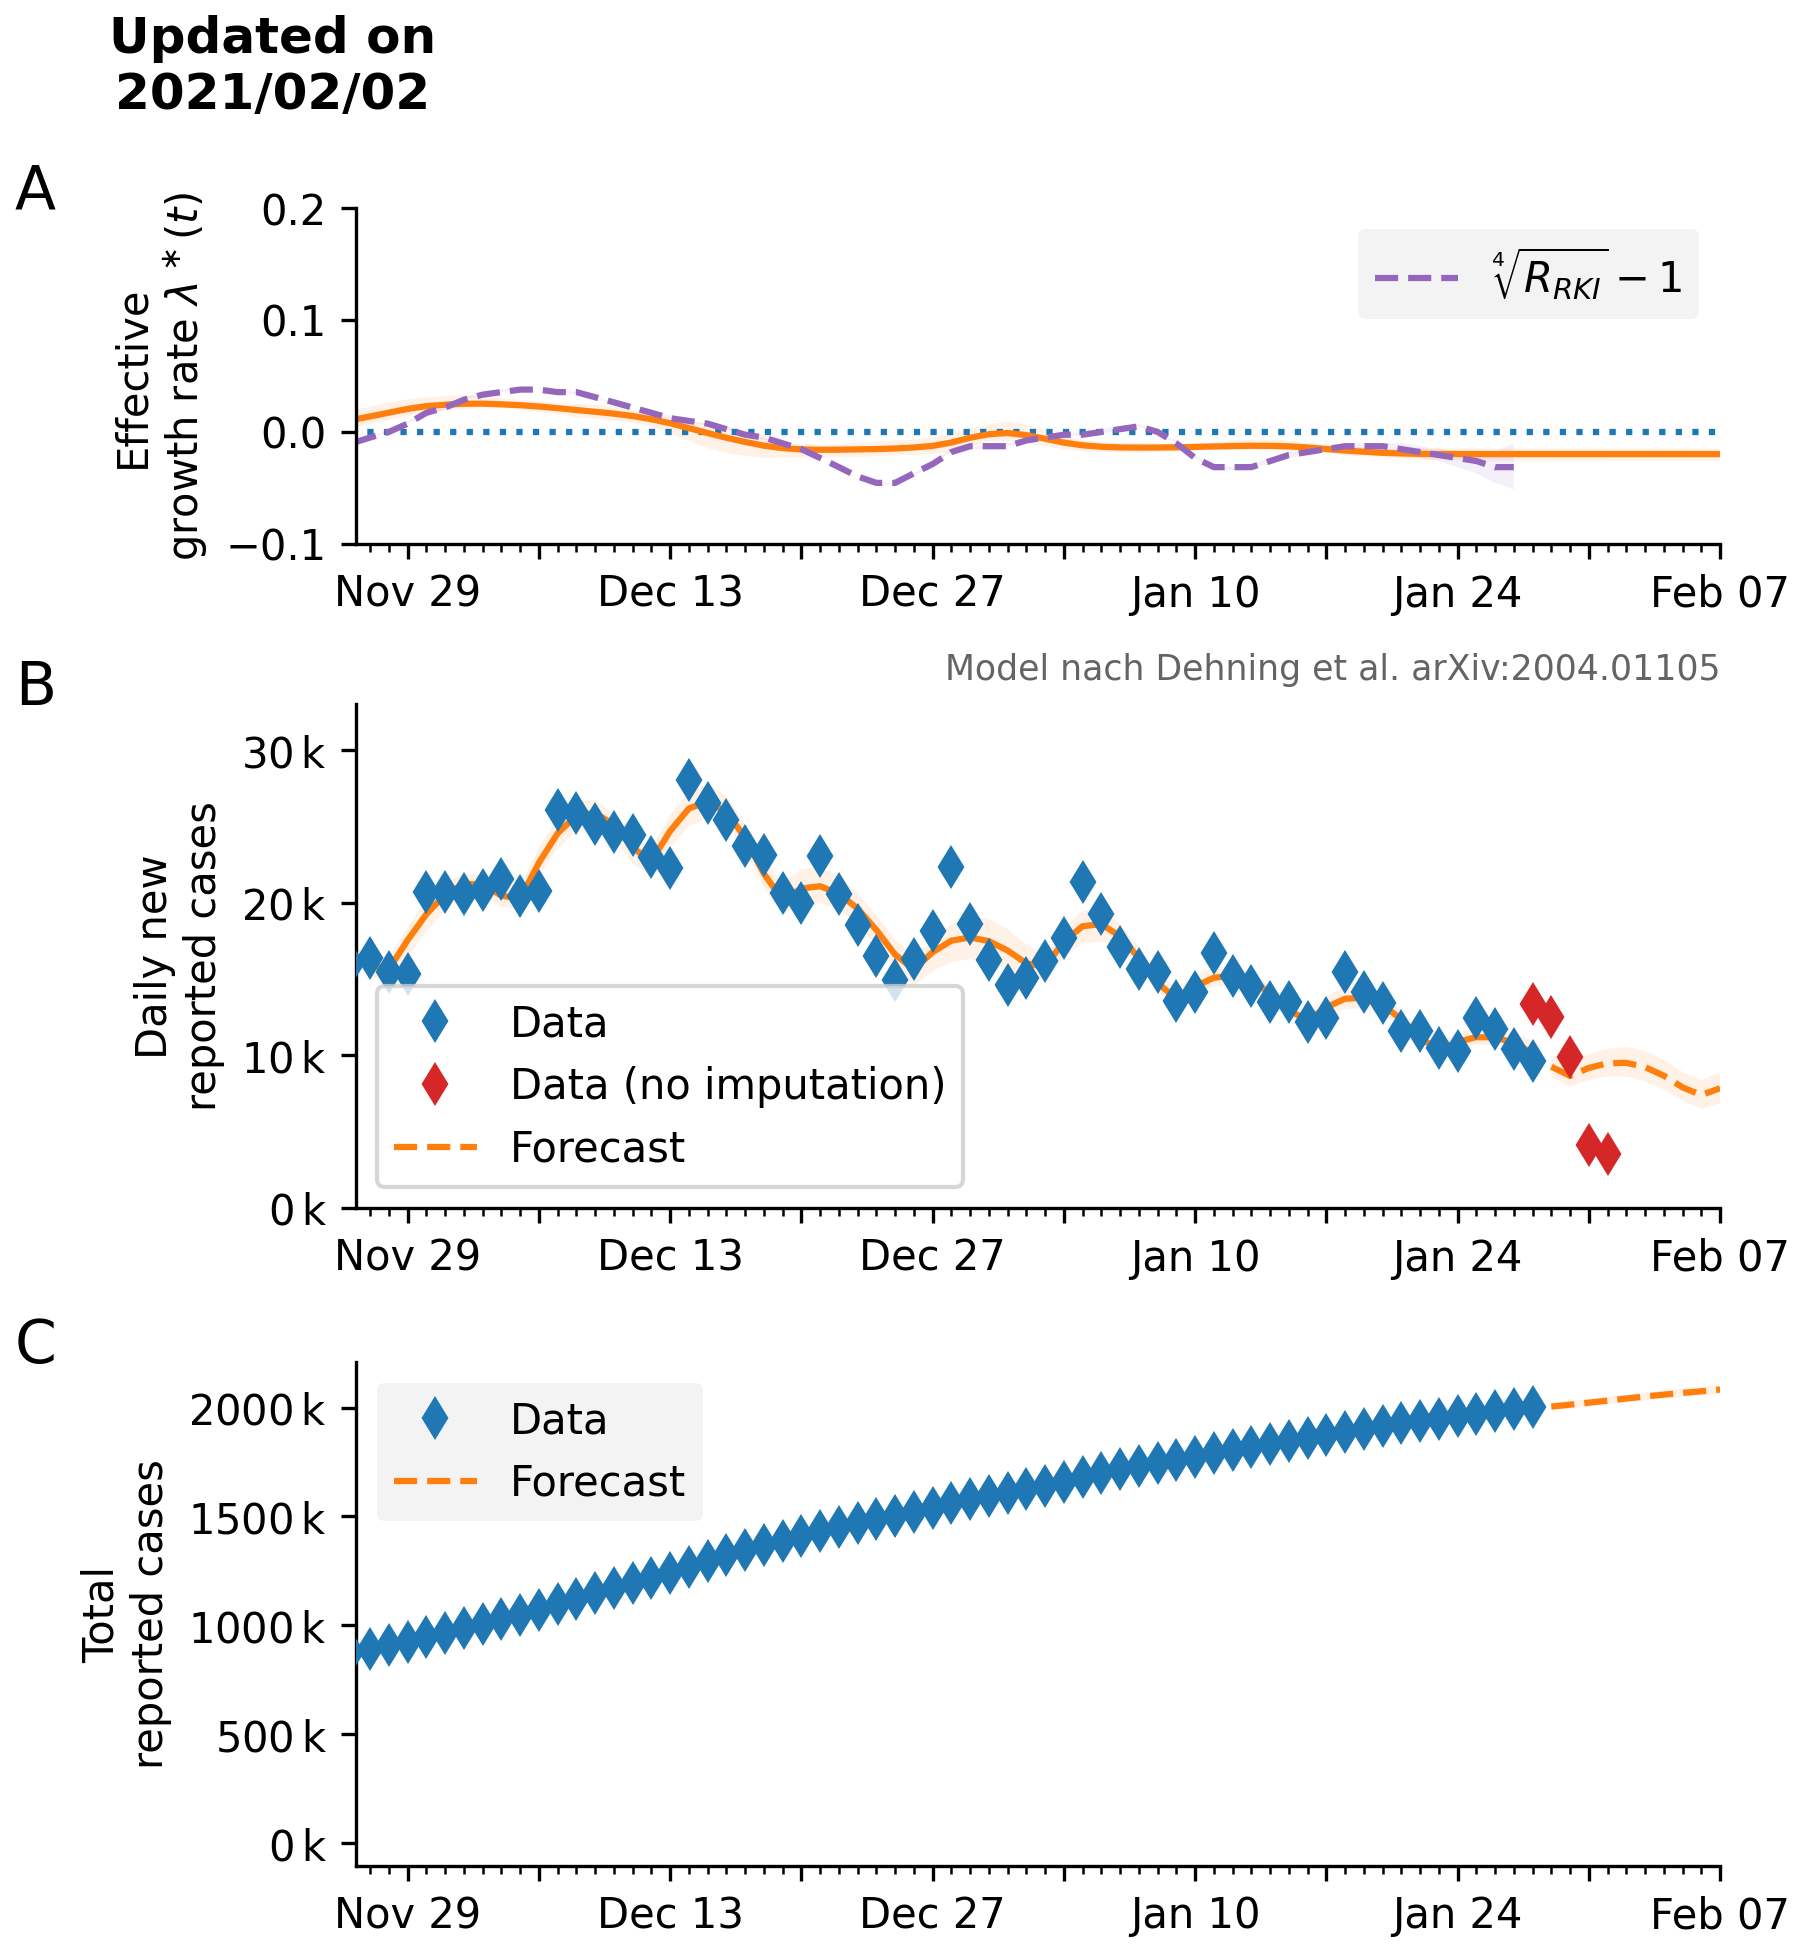 Updated on
2021/02/02
A
Effective
growth rate λ * (t)
0.2
0.1
0.0
−0.1
∜R_RKI − 1
Nov 29 Dec 13 Dec 27 Jan 10 Jan 24 Feb 07
B
Model nach Dehning et al. arXiv:2004.01105
Daily new
reported cases
30 k
20 k
10 k
0 k
Data
Data (no imputation)
Forecast
Nov 29 Dec 13 Dec 27 Jan 10 Jan 24 Feb 07
C
Total
reported cases
2000 k
1500 k
1000 k
500 k
0 k
Data
Forecast
Nov 29 Dec 13 Dec 27 Jan 10 Jan 24 Feb 07